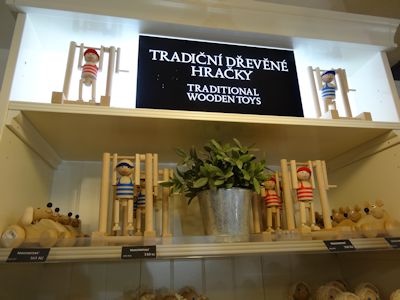 TRADIČNÍ DŘEVĚNÉ
HRAČKY
TRADITIONAL
WOODEN TOYS